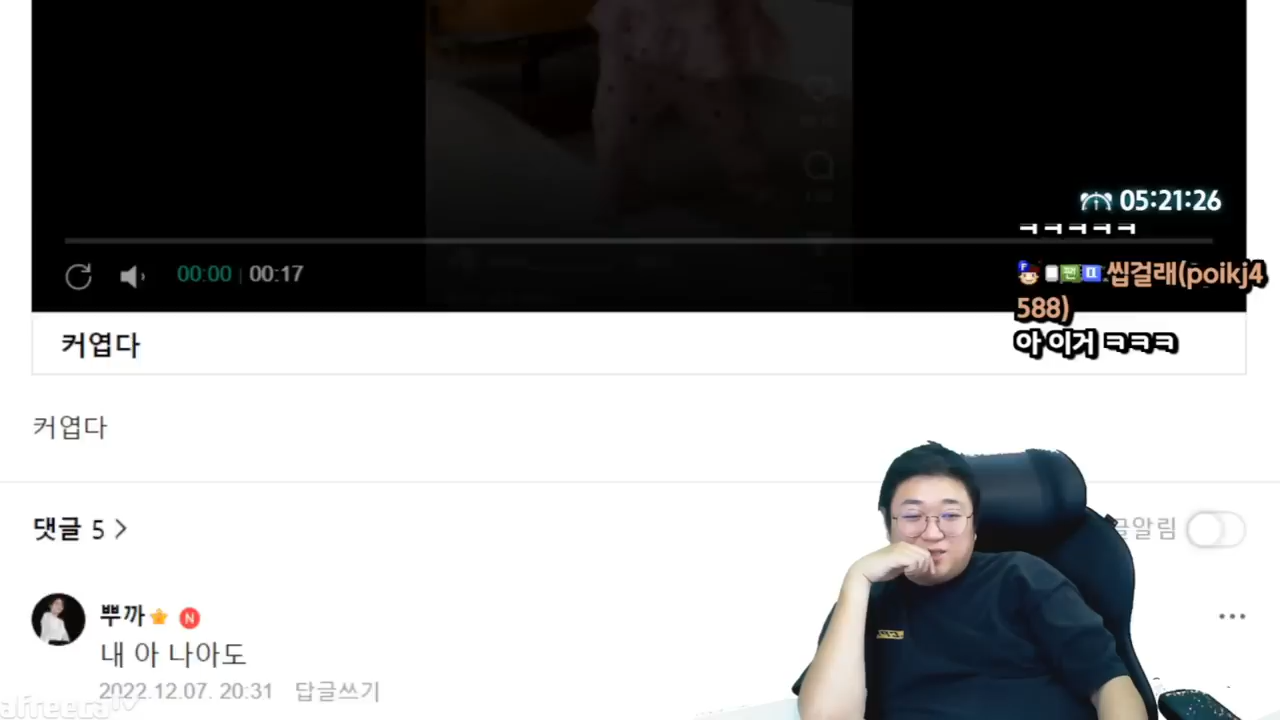 05:21:26
ㅋㅋㅋㅋㅋ
씹걸래(poikj4
588)
아 이거 ㅋㅋㅋ
00:00 | 00:17
커엽다
커엽다
댓글 5 >
글알림
뿌까 N
내 아 나아도
2022.12.07. 20:31 답글쓰기
afreecaTV